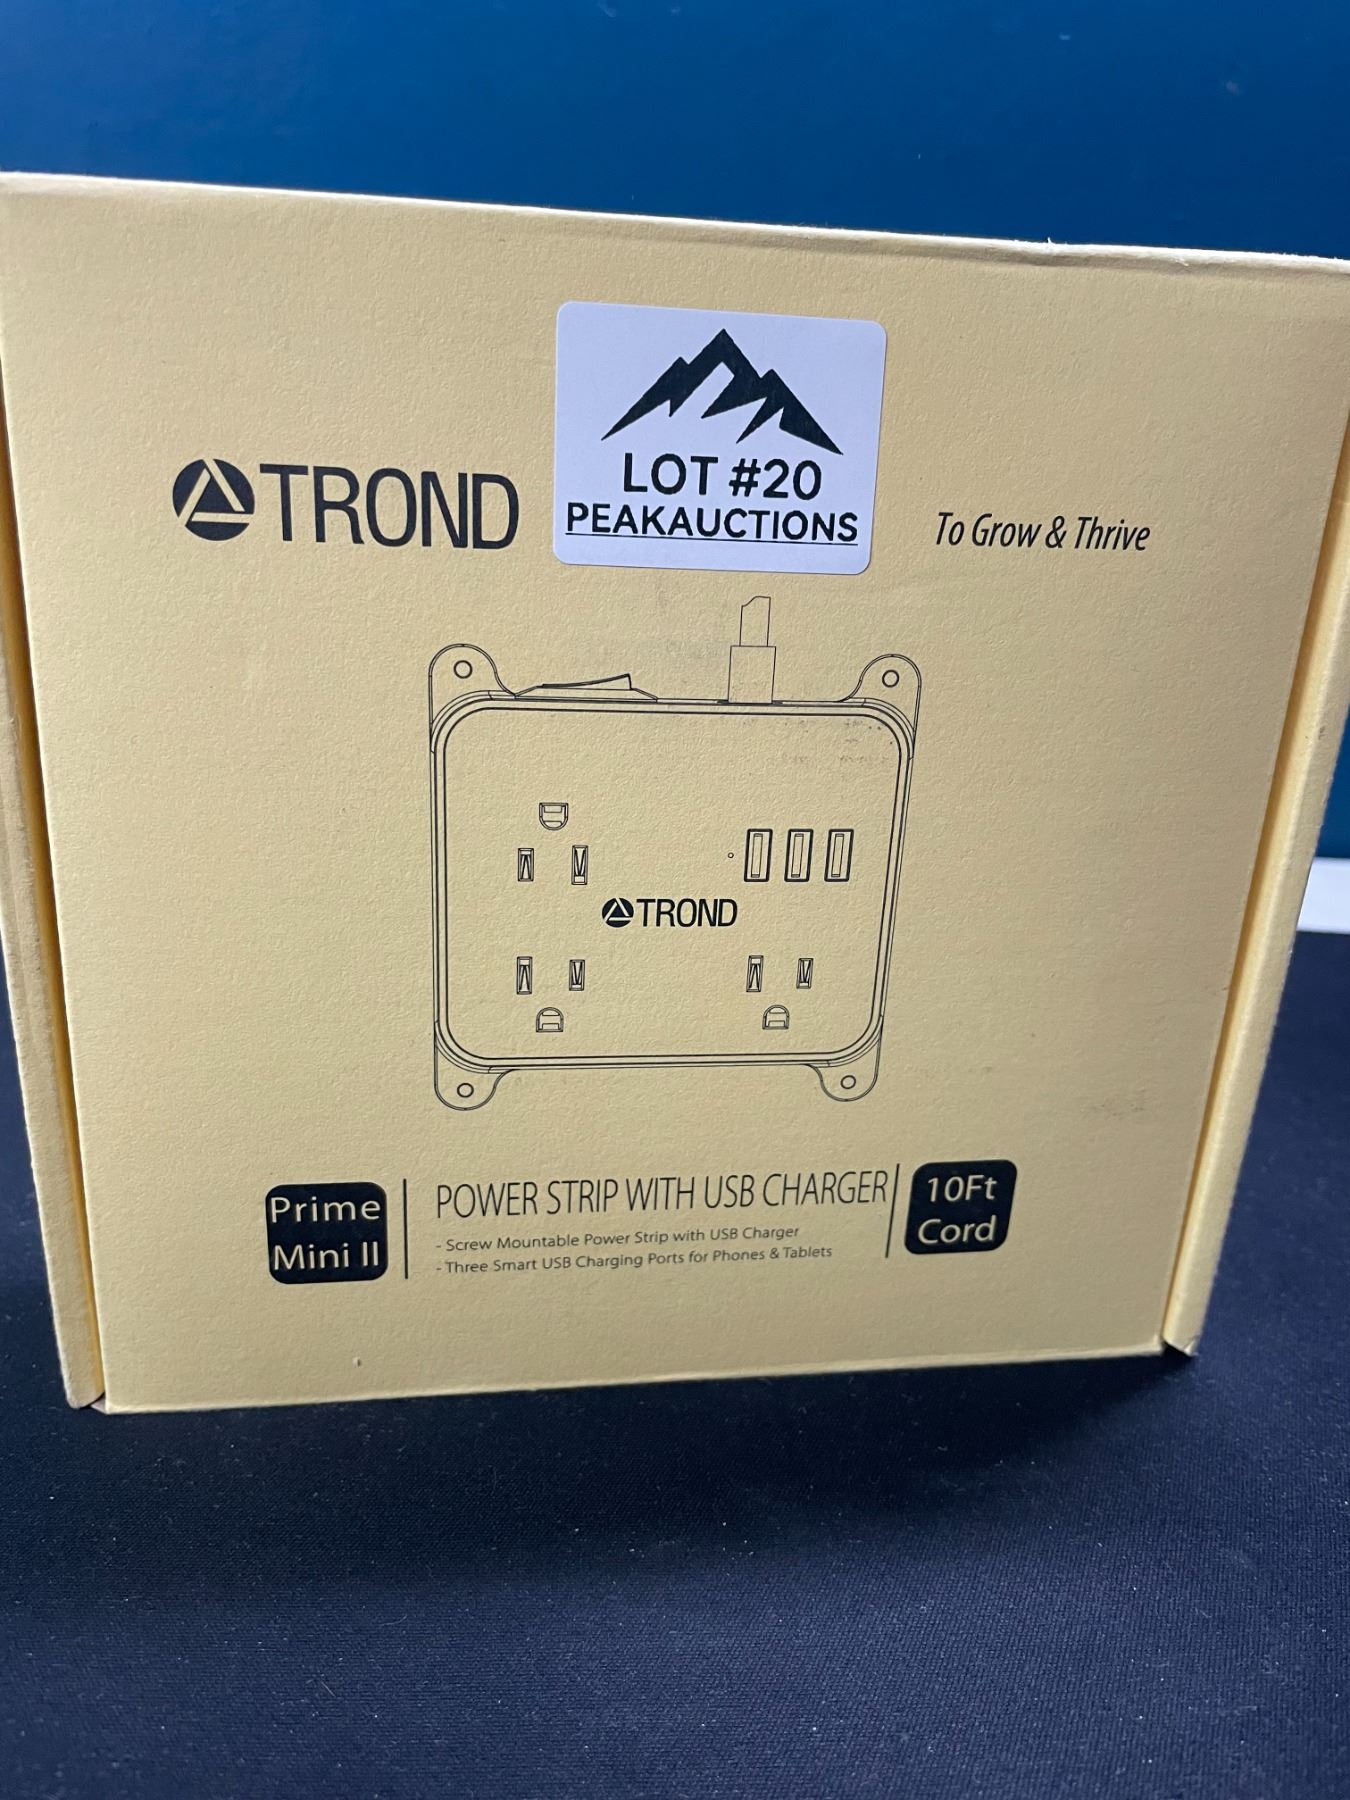 LOT #20
PEAKAUCTIONS
TROND
To Grow & Thrive
TROND
Prime
Mini II
POWER STRIP WITH USB CHARGER
- Screw Mountable Power Strip with USB Charger
- Three Smart USB Charging Ports for Phones & Tablets
10Ft
Cord